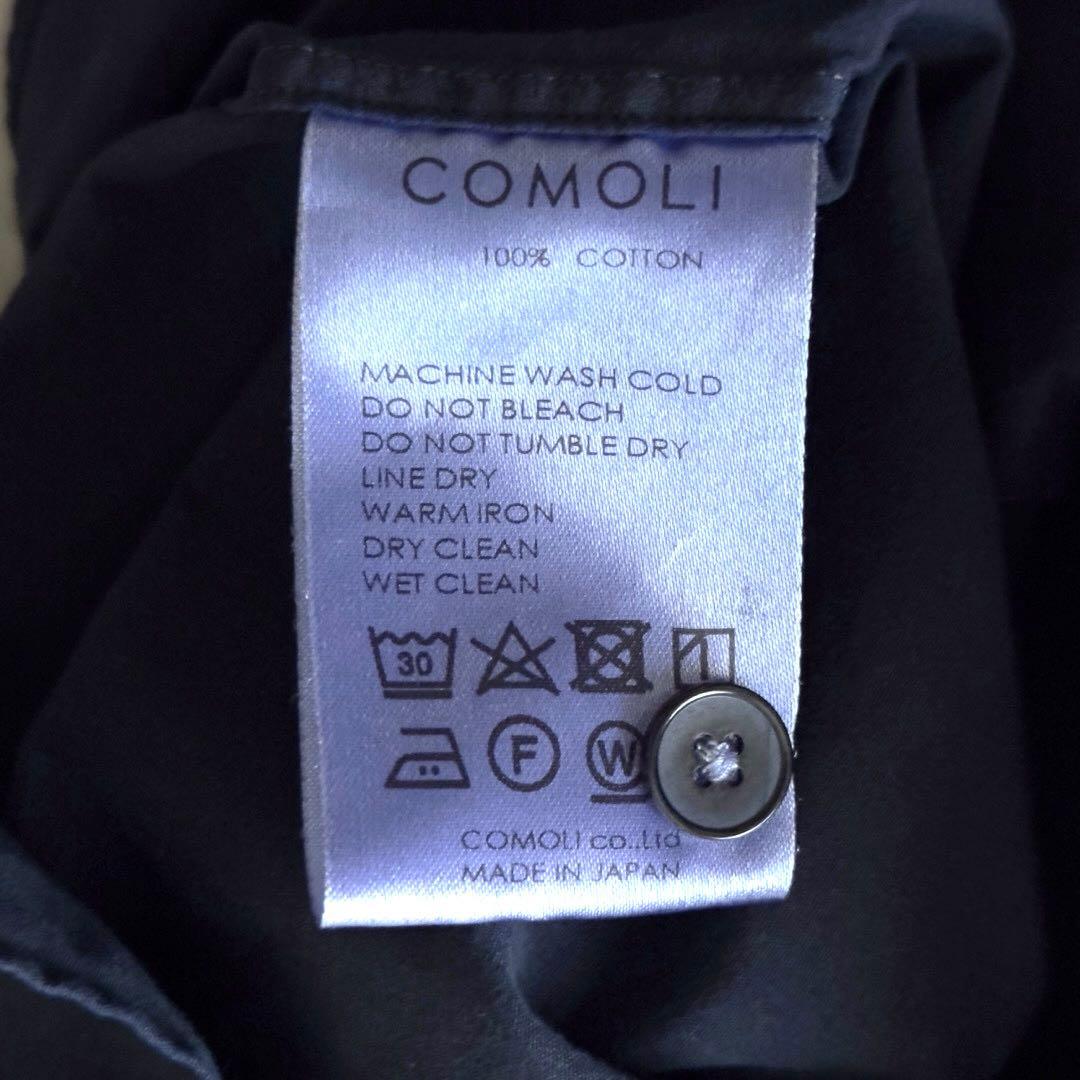 COMOLI
100% COTTON
MACHINE WASH COLD
DO NOT BLEACH
DO NOT TUMBLE DRY
LINE DRY
WARM IRON
DRY CLEAN
WET CLEAN
30
F W
COMOLI co.,Ltd
MADE IN JAPAN